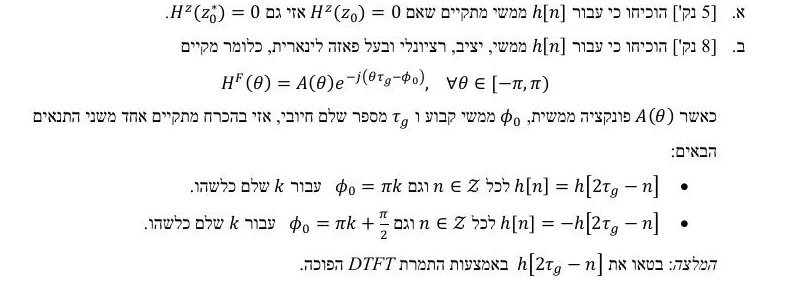 א. [5 נק'] הוכיחו כי עבור h[n] ממשי מתקיים שאם H^z(z_0) = 0 אזי גם H^z(z_0^*) = 0.
ב. [8 נק'] הוכיחו כי עבור h[n] ממשי, יציב, רציונלי ובעל פאזה לינארית, כלומר מקיים
H^F(θ) = A(θ)e^{-j(θτ_g-ϕ_0)}, ∀θ ∈ [-π, π)
כאשר A(θ) פונקציה ממשית, ϕ_0 ממשי קבוע ו τ_g מספר שלם חיובי, אזי בהכרח מתקיים אחד משני התנאים
הבאים:
• h[n] = h[2τ_g - n] לכל n ∈ Z וגם ϕ_0 = πk עבור k שלם כלשהו.
• h[n] = -h[2τ_g - n] לכל n ∈ Z וגם ϕ_0 = πk + π/2 עבור k שלם כלשהו.
המלצה: בטאו את h[2τ_g - n] באמצעות התמרת DTFT הפוכה.